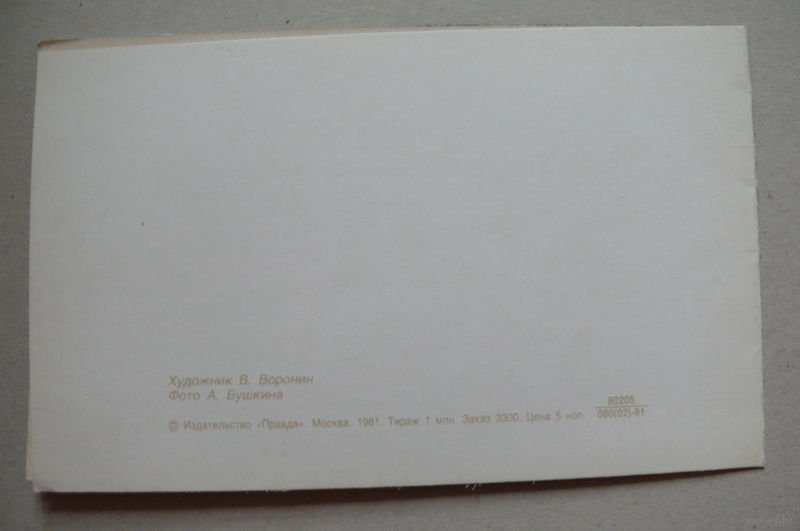 Художник В. Воронин
Фото А. Бушкина
© Издательство «Правда». Москва. 1981. Тираж 1 млн. Заказ 3300. Цена 5 коп.
80205
080(02)-81